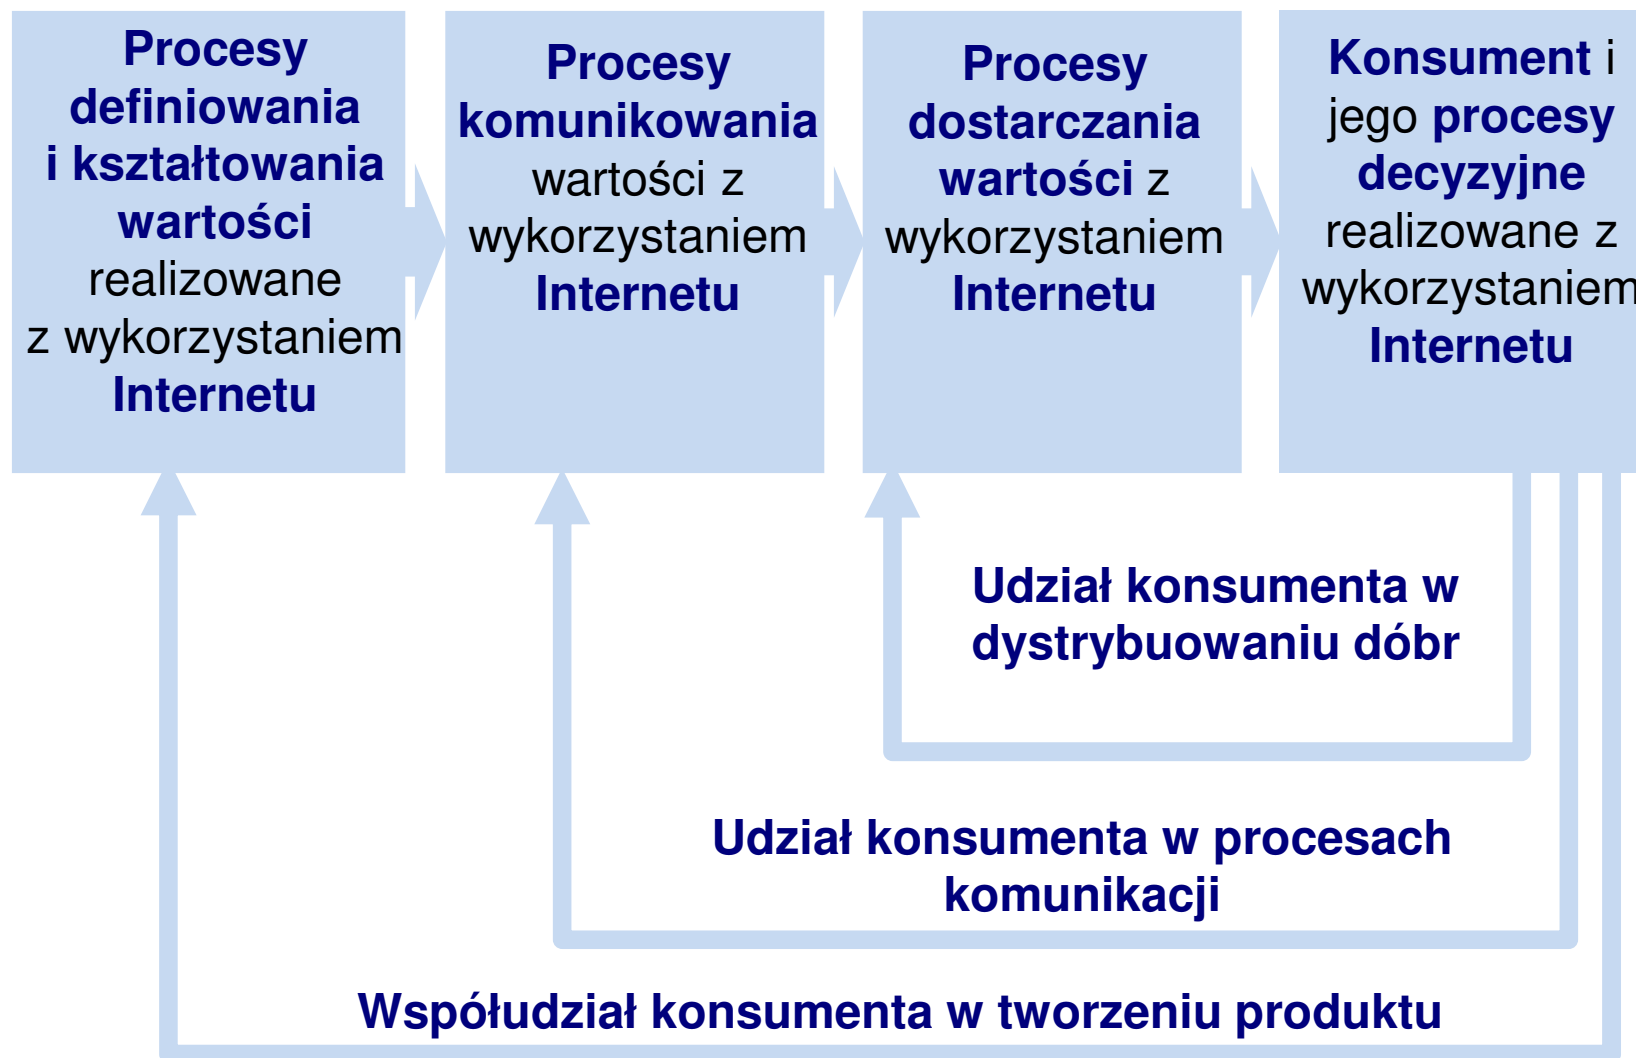 Procesy
definiowania
i kształtowania
wartości
realizowane
z wykorzystaniem
Internetu
Procesy
komunikowania
wartości z
wykorzystaniem
Internetu
Procesy
dostarczania
wartości z
wykorzystaniem
Internetu
Konsument i
jego procesy
decyzyjne
realizowane z
wykorzystaniem
Internetu
Udział konsumenta w
dystrybuowaniu dóbr
Udział konsumenta w procesach
komunikacji
Współudział konsumenta w tworzeniu produktu